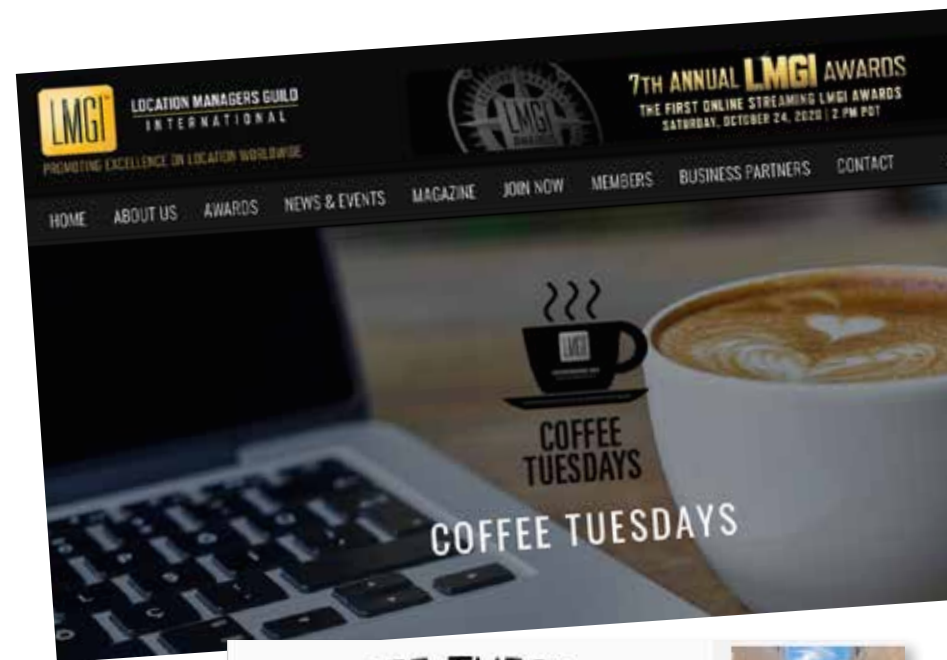 LMGI
LOCATION MANAGERS GUILD
INTERNATIONAL
PROMOTING EXCELLENCE ON LOCATION WORLDWIDE
LMGI
7TH ANNUAL LMGI AWARDS
THE FIRST ONLINE STREAMING LMGI AWARDS
SATURDAY, OCTOBER 24, 2020 | 2 PM PDT
HOME ABOUT US AWARDS NEWS & EVENTS MAGAZINE JOIN NOW MEMBERS BUSINESS PARTNERS CONTACT
LMGI
COFFEE
TUESDAYS
COFFEE TUESDAYS